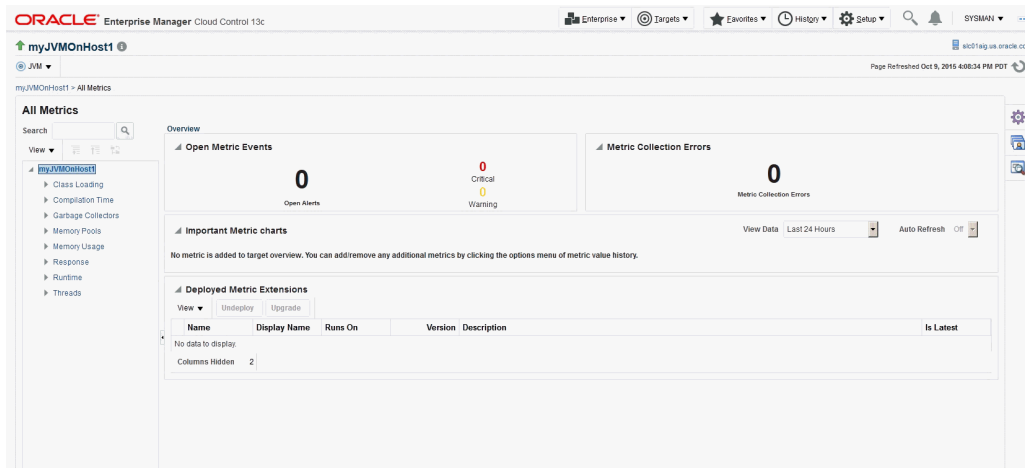 ORACLE® Enterprise Manager Cloud Control 13c
Enterprise ▼ Targets ▼ Favorites ▼ History ▼ Setup ▼ SYSMAN ▼
myJVMOnHost1
slc01sig.us.oracle.co
JVM ▼
Page Refreshed Oct 9, 2015 4:08:34 PM PDT
myJVMOnHost1 > All Metrics
All Metrics
Search
View ▼
myJVMOnHost1
Class Loading
Compilation Time
Garbage Collectors
Memory Pools
Memory Usage
Response
Runtime
Threads
Overview
Open Metric Events
0
Open Alerts
0
Critical
0
Warning
Metric Collection Errors
0
Metric Collection Errors
Important Metric charts
View Data Last 24 Hours Auto Refresh Off
No metric is added to target overview. You can add/remove any additional metrics by clicking the options menu of metric value history.
Deployed Metric Extensions
View ▼ Undeploy Upgrade
Name Display Name Runs On Version Description Is Latest
No data to display.
Columns Hidden 2